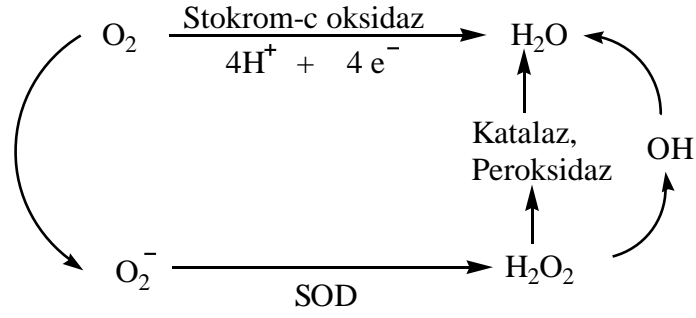 Stokrom-c oksidaz
O₂ H₂O
4H⁺ + 4 e⁻
Katalaz,
Peroksidaz
OH
O₂⁻ H₂O₂
SOD